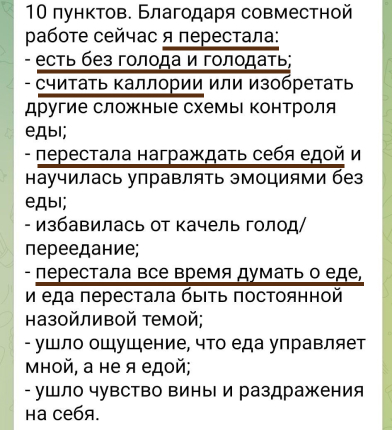 10 пунктов. Благодаря совместной
работе сейчас я перестала:
- есть без голода и голодать;
- считать каллории или изобретать
другие сложные схемы контроля
еды;
- перестала награждать себя едой и
научилась управлять эмоциями без
еды;
- избавилась от качель голод/
переедание;
- перестала все время думать о еде,
и еда перестала быть постоянной
назойливой темой;
- ушло ощущение, что еда управляет
мной, а не я едой;
- ушло чувство вины и раздражения
на себя.